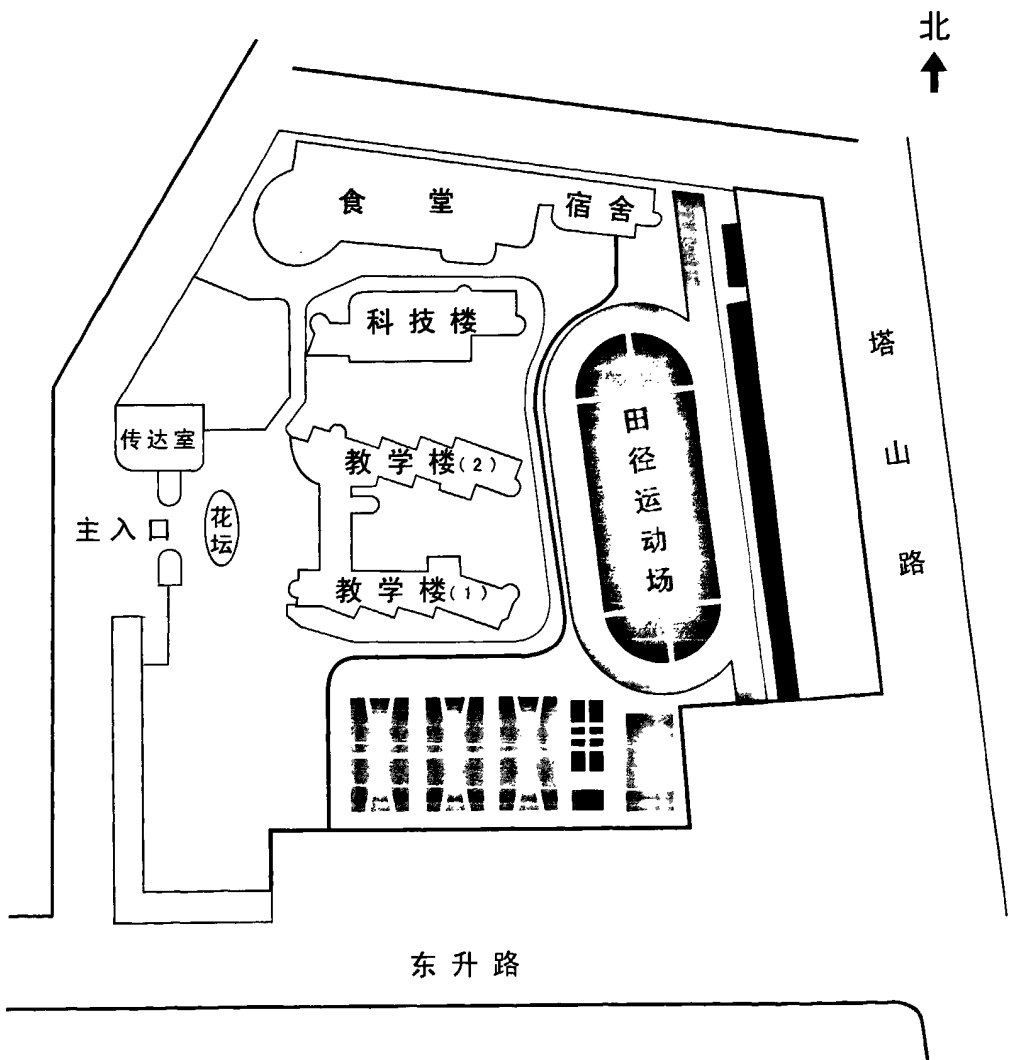 北
食堂
宿舍
科技楼
塔山路
传达室
教学楼(2)
田径运动场
主入口
花坛
教学楼(1)
东升路